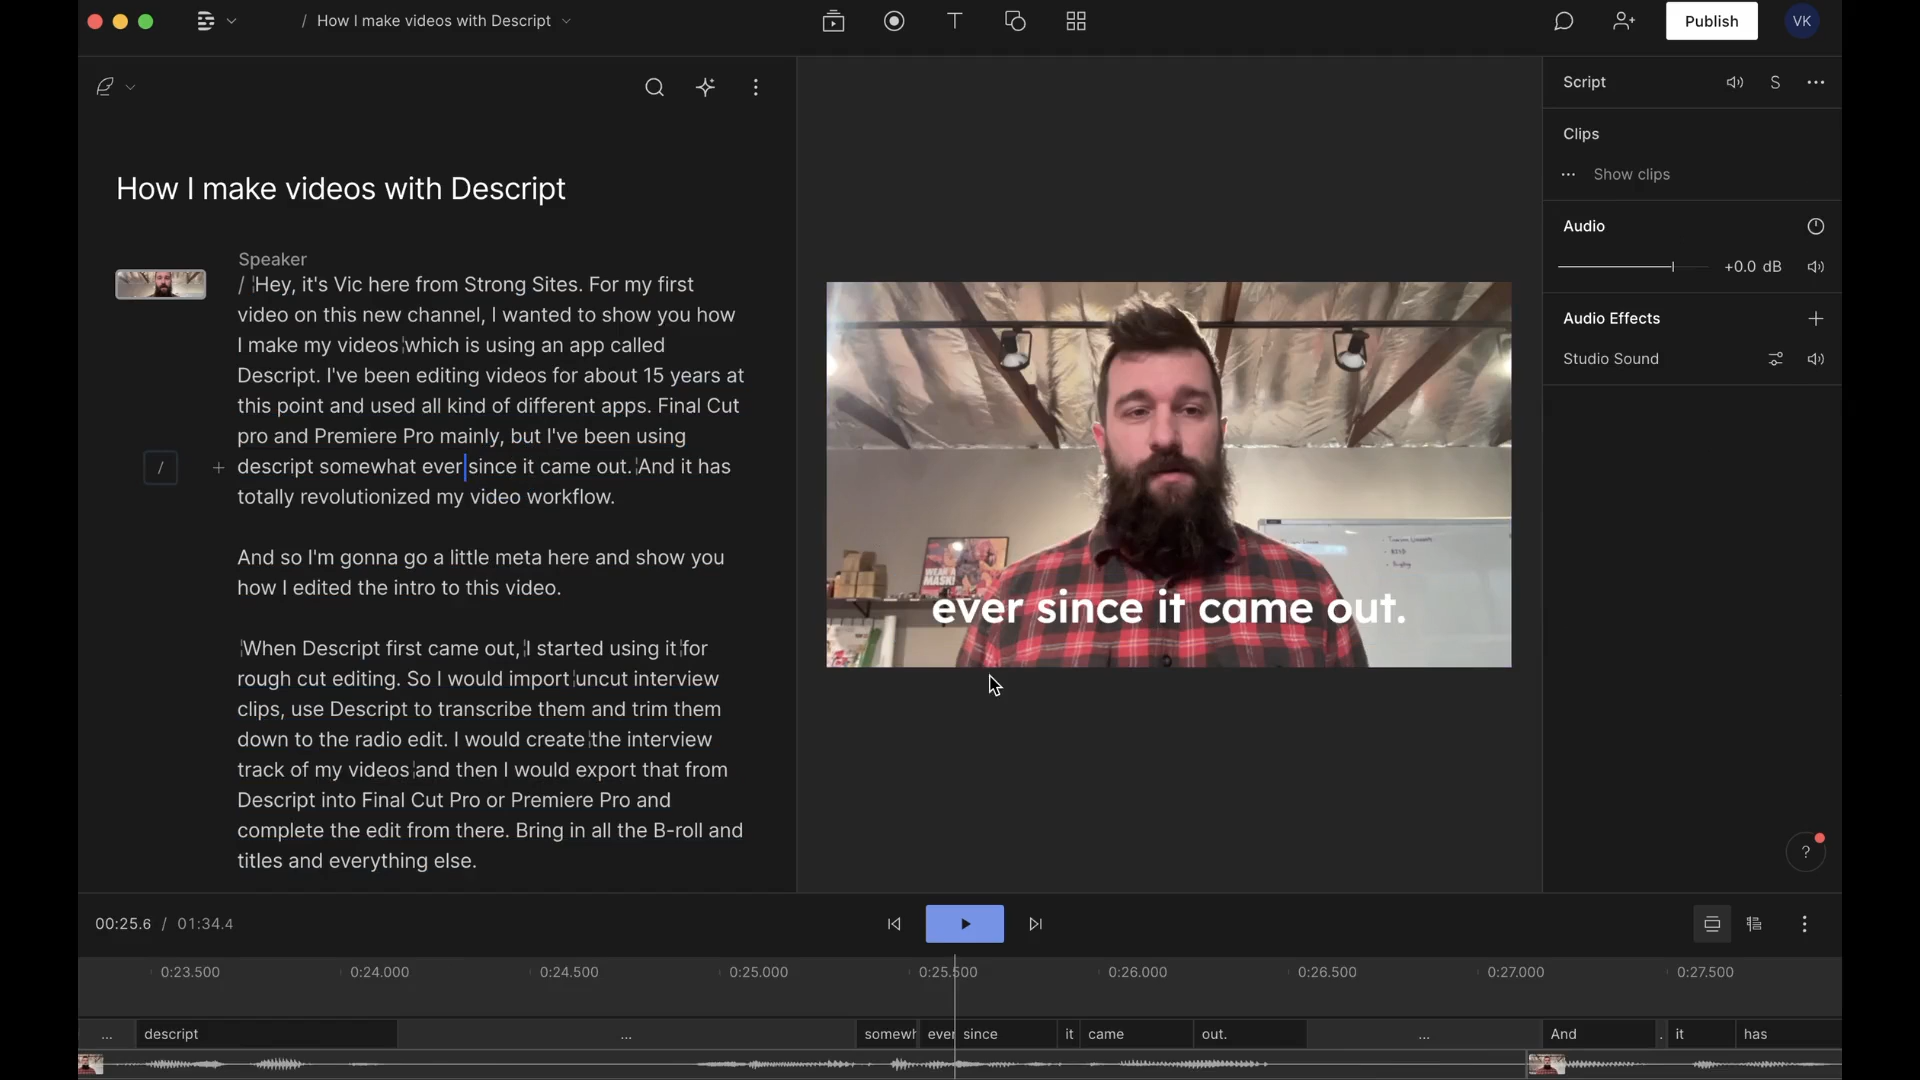 / How I make videos with Descript
Publish
VK
Script
S
Clips
Show clips
Audio
+0.0 dB
Audio Effects
Studio Sound
How I make videos with Descript
Speaker
/ Hey, it's Vic here from Strong Sites. For my first
video on this new channel, I wanted to show you how
I make my videos which is using an app called
Descript. I've been editing videos for about 15 years at
this point and used all kind of different apps. Final Cut
pro and Premiere Pro mainly, but I've been using
/ + descript somewhat ever since it came out. And it has
totally revolutionized my video workflow.
And so I'm gonna go a little meta here and show you
how I edited the intro to this video.
When Descript first came out, I started using it for
rough cut editing. So I would import uncut interview
clips, use Descript to transcribe them and trim them
down to the radio edit. I would create the interview
track of my videos and then I would export that from
Descript into Final Cut Pro or Premiere Pro and
complete the edit from there. Bring in all the B-roll and
titles and everything else.
WEAR A
MASK!
ever since it came out.
?
00:25.6 / 01:34.4
0:23.500 0:24.000 0:24.500 0:25.000 0:25.500 0:26.000 0:26.500 0:27.000 0:27.500
... descript ... somewh ever since it came out. ... And . it has